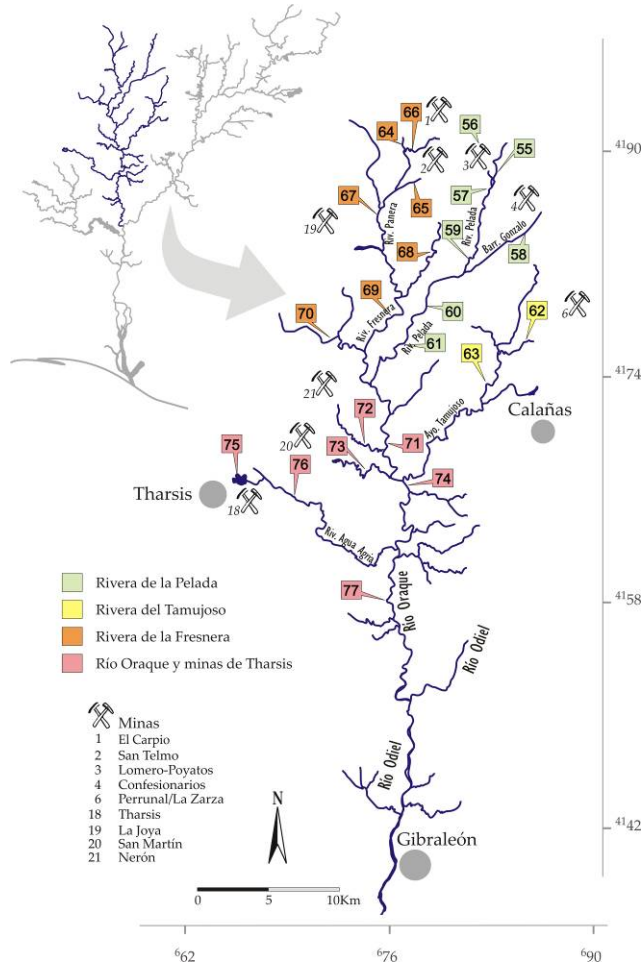 66
1
56
64
55
4190
2
3
67
57
4
65
Riv. Panera
59
Riv. Pelada
Barr. Gonzalo
19
68
58
69
62
70
60
6
Riv. Fresnera
Riv. Pelada
61
63
4174
21
72
Ayo. Tamujoso
Calañas
20
73
71
75
76
74
Tharsis
18
Riv. Agua Agria
Rivera de la Pelada
77
Río Oraque
4158
Rivera del Tamujoso
Rivera de la Fresnera
Río Oraque y minas de Tharsis
Río Odiel
Minas
1 El Carpio
2 San Telmo
3 Lomero-Poyatos
4 Confesionarios
6 Perrunal/La Zarza
18 Tharsis
19 La Joya
20 San Martín
21 Nerón
N
Río Odiel
4142
Gibraleón
0 5 10Km
662 676 690